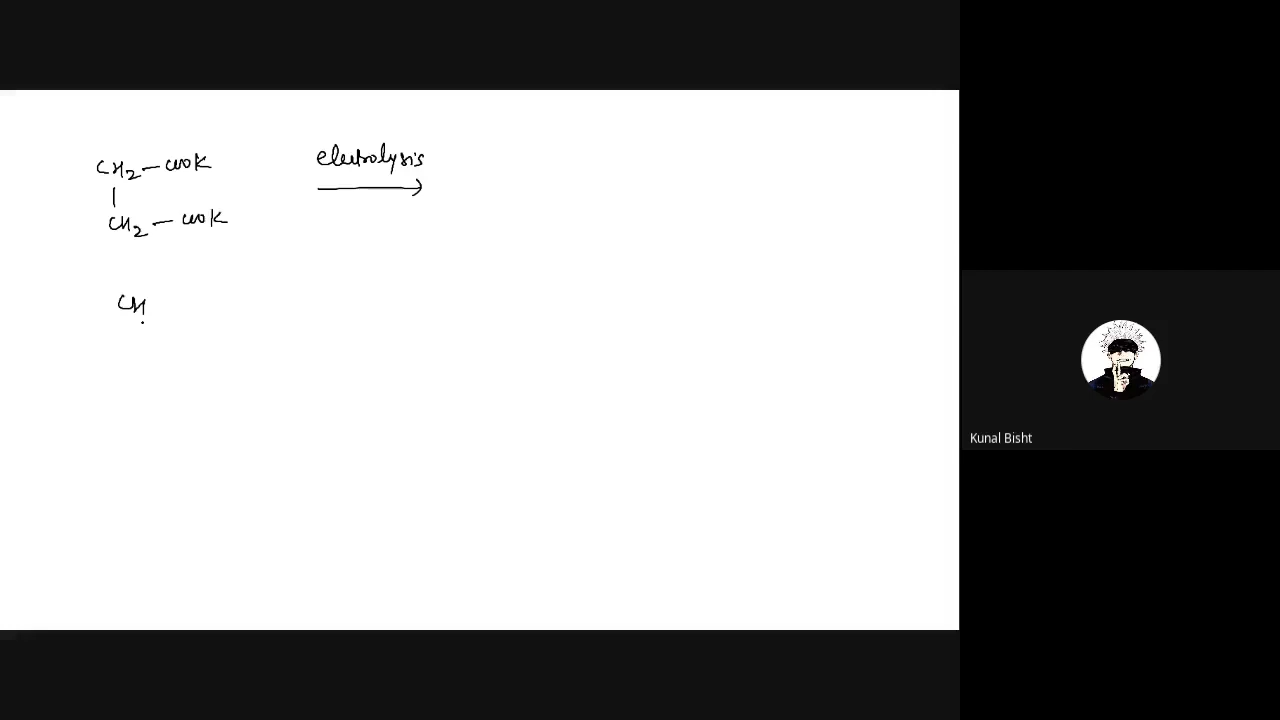 CH2 – COOK
electrolysis
|
CH2 – COOK
CH
Kunal Bisht